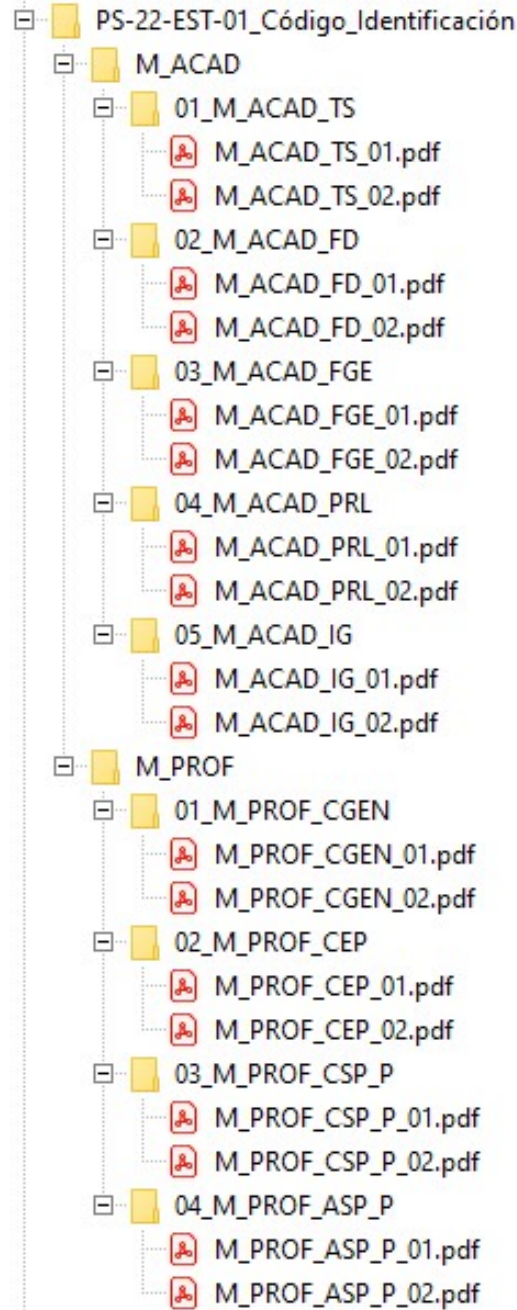 PS-22-EST-01_Código_Identificación
M_ACAD
01_M_ACAD_TS
M_ACAD_TS_01.pdf
M_ACAD_TS_02.pdf
02_M_ACAD_FD
M_ACAD_FD_01.pdf
M_ACAD_FD_02.pdf
03_M_ACAD_FGE
M_ACAD_FGE_01.pdf
M_ACAD_FGE_02.pdf
04_M_ACAD_PRL
M_ACAD_PRL_01.pdf
M_ACAD_PRL_02.pdf
05_M_ACAD_IG
M_ACAD_IG_01.pdf
M_ACAD_IG_02.pdf
M_PROF
01_M_PROF_CGEN
M_PROF_CGEN_01.pdf
M_PROF_CGEN_02.pdf
02_M_PROF_CEP
M_PROF_CEP_01.pdf
M_PROF_CEP_02.pdf
03_M_PROF_CSP_P
M_PROF_CSP_P_01.pdf
M_PROF_CSP_P_02.pdf
04_M_PROF_ASP_P
M_PROF_ASP_P_01.pdf
M_PROF_ASP_P_02.pdf